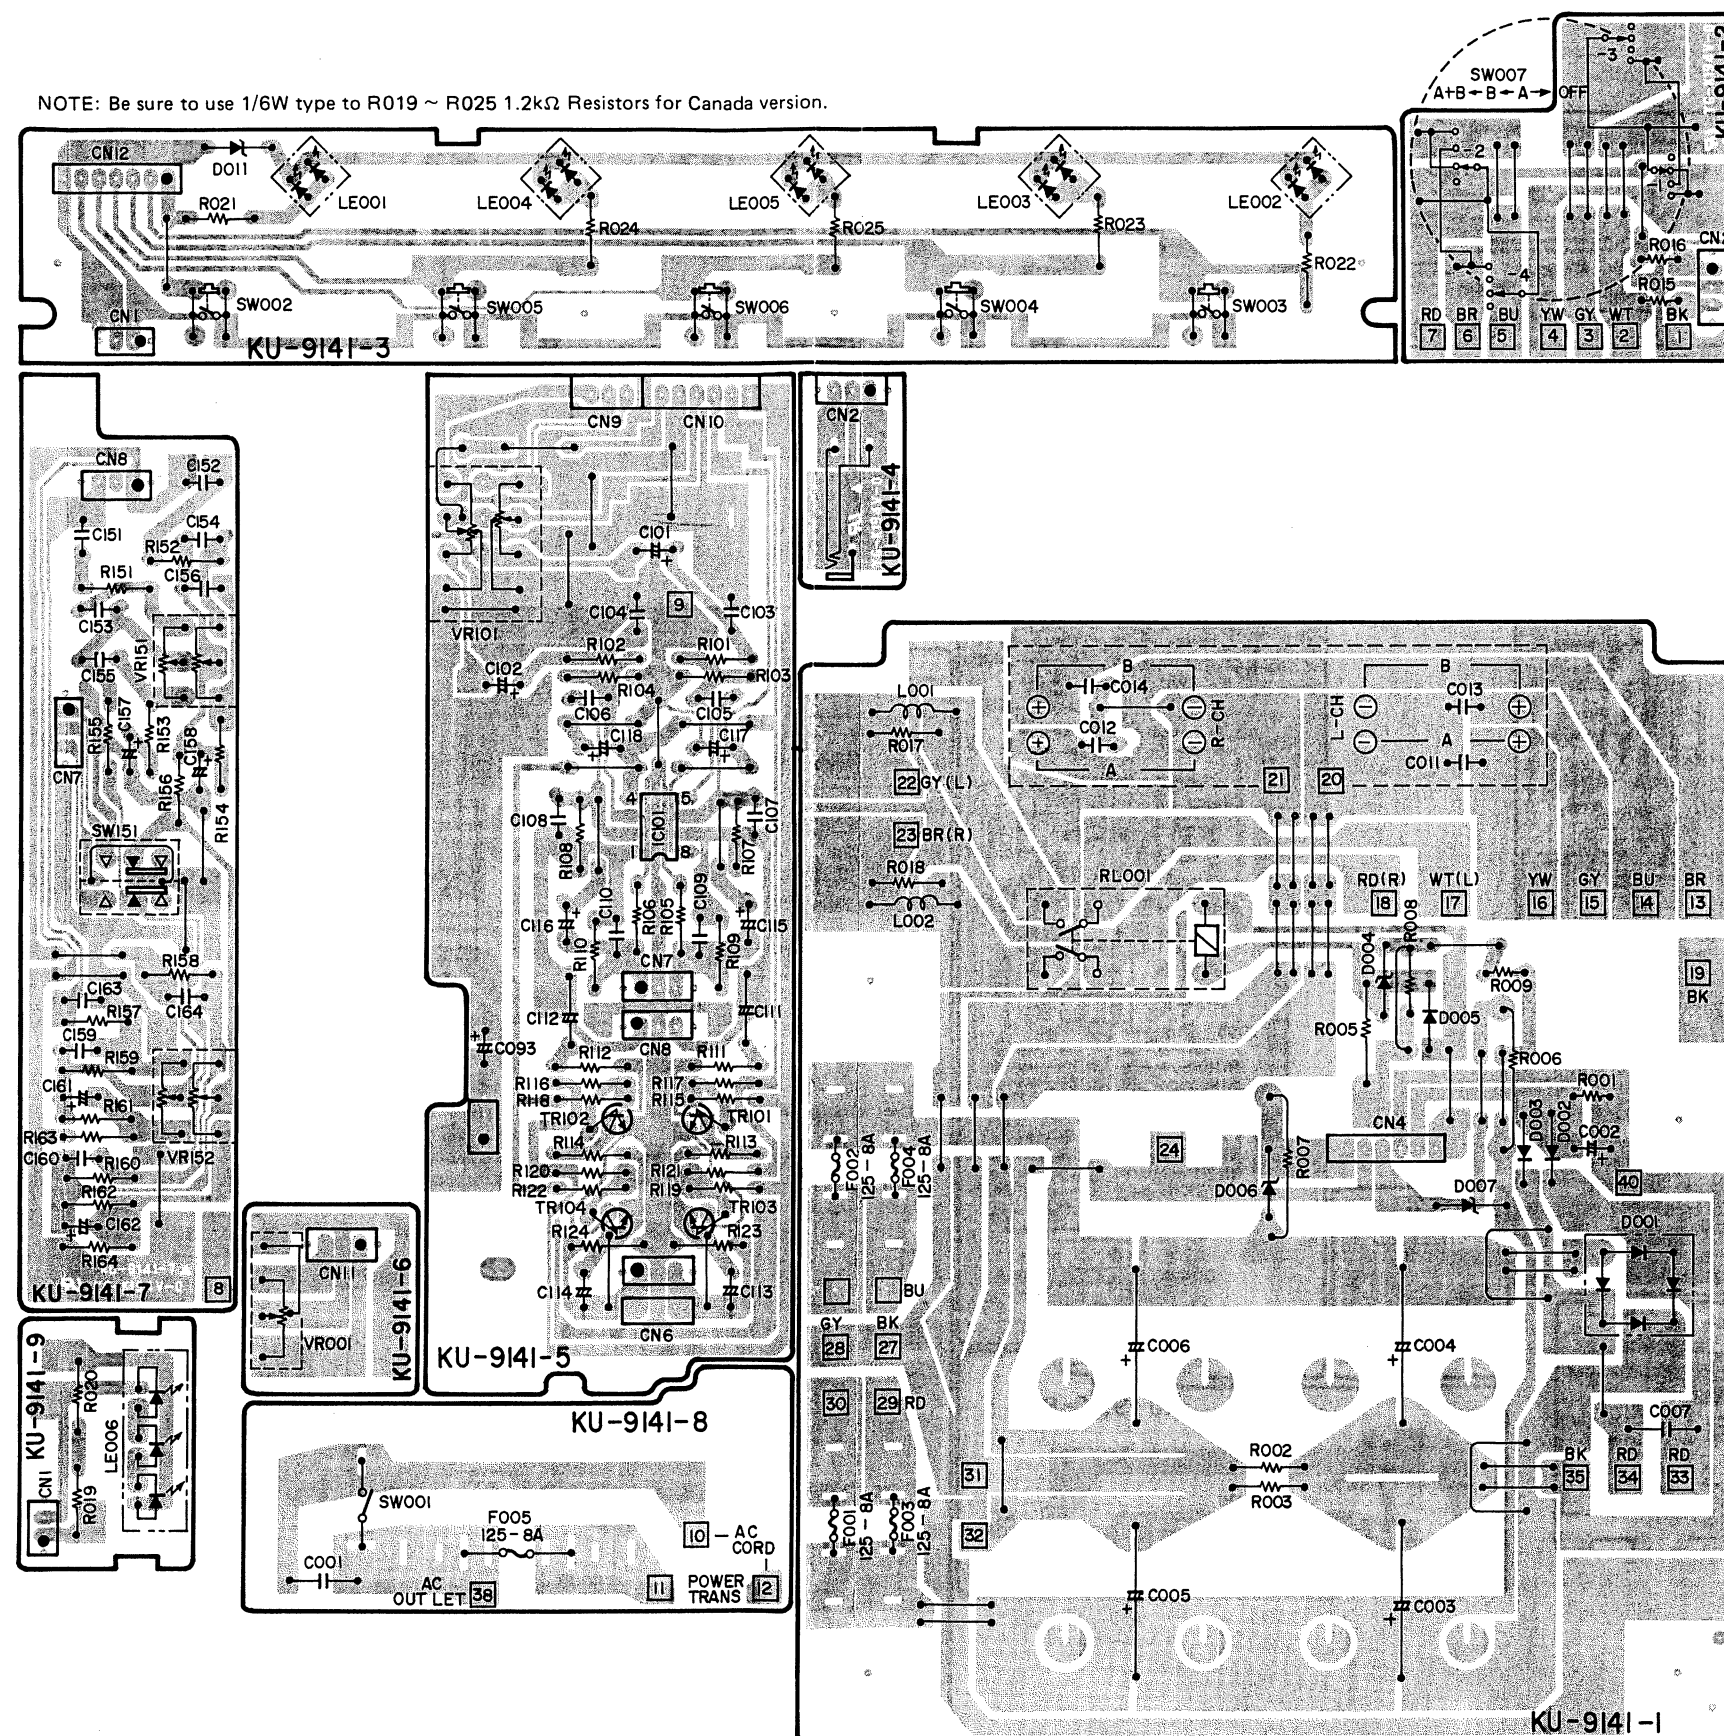 NOTE: Be sure to use 1/6W type to R019 ~ R025 1.2kΩ Resistors for Canada version.
CN12
D011
LE001
LE004
LE005
LE003
LE002
R021
R024
R025
R023
R022
SW002
SW005
SW006
SW004
SW003
CN1
KU-9141-3
SW007
A+B ← B ← A → OFF
-3
-2
-1
-5
-4
KU-9141-2
R016
R015
RD
BR
BU
YW
GY
WT
BK
7
6
5
4
3
2
1
CN8
C152
C151
C154
R152
R151
C156
C153
C155
VR151
R155
C157
R153
C158
CN7
R156
R154
SW151
R158
C163
R157
C164
C159
R159
C161
R161
R163
C160
R160
VR152
R162
C162
R164
KU-9141-7
8
CN9
CN10
C101
9
C104
C103
VR101
R102
R101
C102
R104
R103
C106
C105
C118
C117
4
5
C108
IC101
C107
R108
1
8
R107
C110
C109
C116
R106
R105
C115
R110
R109
CN7
C112
C111
CN8
C093
R112
R111
R116
R117
R118
R115
TR102
TR101
R114
R113
R120
R121
R122
R119
TR104
TR103
R124
R123
C114
C113
CN6
KU-9141-5
CN2
KU-9141-4
CN11
VR001
KU-9141-6
KU-9141-9
R020
LE006
CN1
R019
KU-9141-8
SW001
F005
125-8A
C001
AC
OUT LET
38
10
AC
CORD
11
POWER
TRANS
12
L001
R017
22
GY(L)
23
BR(R)
R018
L002
B
C014
R-CH
C012
A
B
C013
L-CH
A
C011
21
20
RL001
RD(R)
18
WT(L)
17
YW
16
GY
15
BU
14
BR
13
19
BK
D004
R008
R009
R005
D005
R006
R001
24
CN4
D003
D002
C002
R007
D006
D007
40
D001
F002
125-8A
F004
125-8A
BU
GY
28
BK
27
C006
C004
30
29
RD
C007
R002
R003
31
32
BK
35
RD
34
RD
33
F001
125-8A
F003
125-8A
C005
C003
KU-9141-1